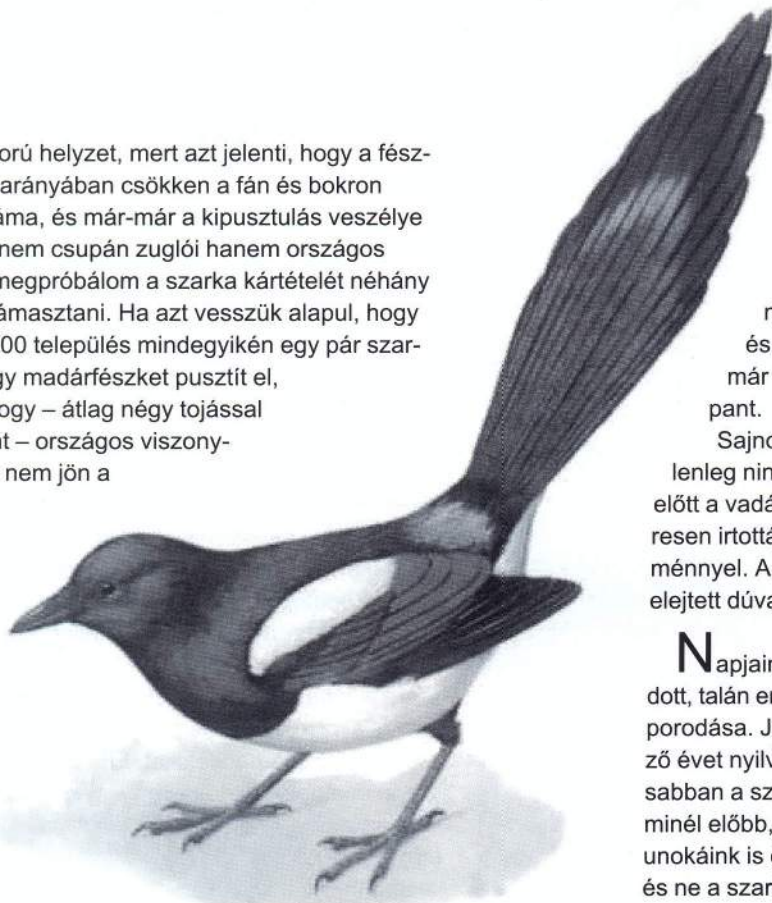 orú helyzet, mert azt jelenti, hogy a fész-
arányában csökken a fán és bokron
áma, és már-már a kipusztulás veszélye
nem csupán zuglói hanem országos
megpróbálom a szarka kártételét néhány
ámasztani. Ha azt vesszük alapul, hogy
00 település mindegyikén egy pár szar-
gy madárfészket pusztít el,
ogy – átlag négy tojással
t – országos viszony-
nem jön a
és
már
pant.
Sajno
lenleg nin
előtt a vadá
resen irtottá
ménnyel. A
elejtett dúva
Napjain
dott, talán er
porodása. J
ző évet nyilv
sabban a sz
minél előbb,
unokáink is
és ne a szar